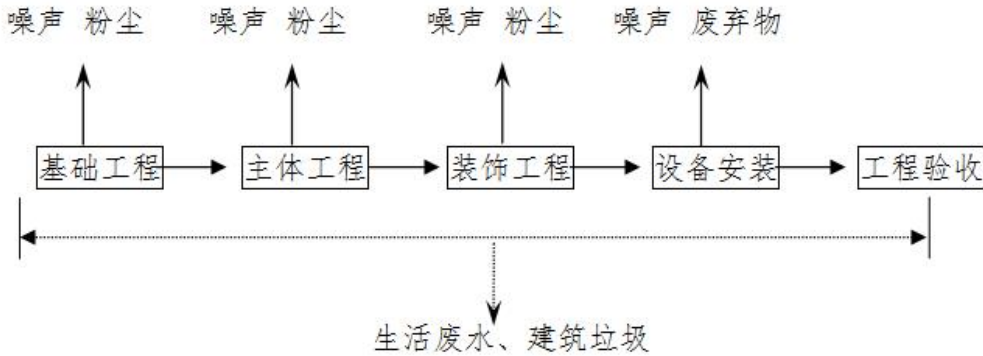 噪声 粉尘 噪声 粉尘 噪声 粉尘 噪声 废弃物
基础工程 主体工程 装饰工程 设备安装 工程验收
生活废水、建筑垃圾